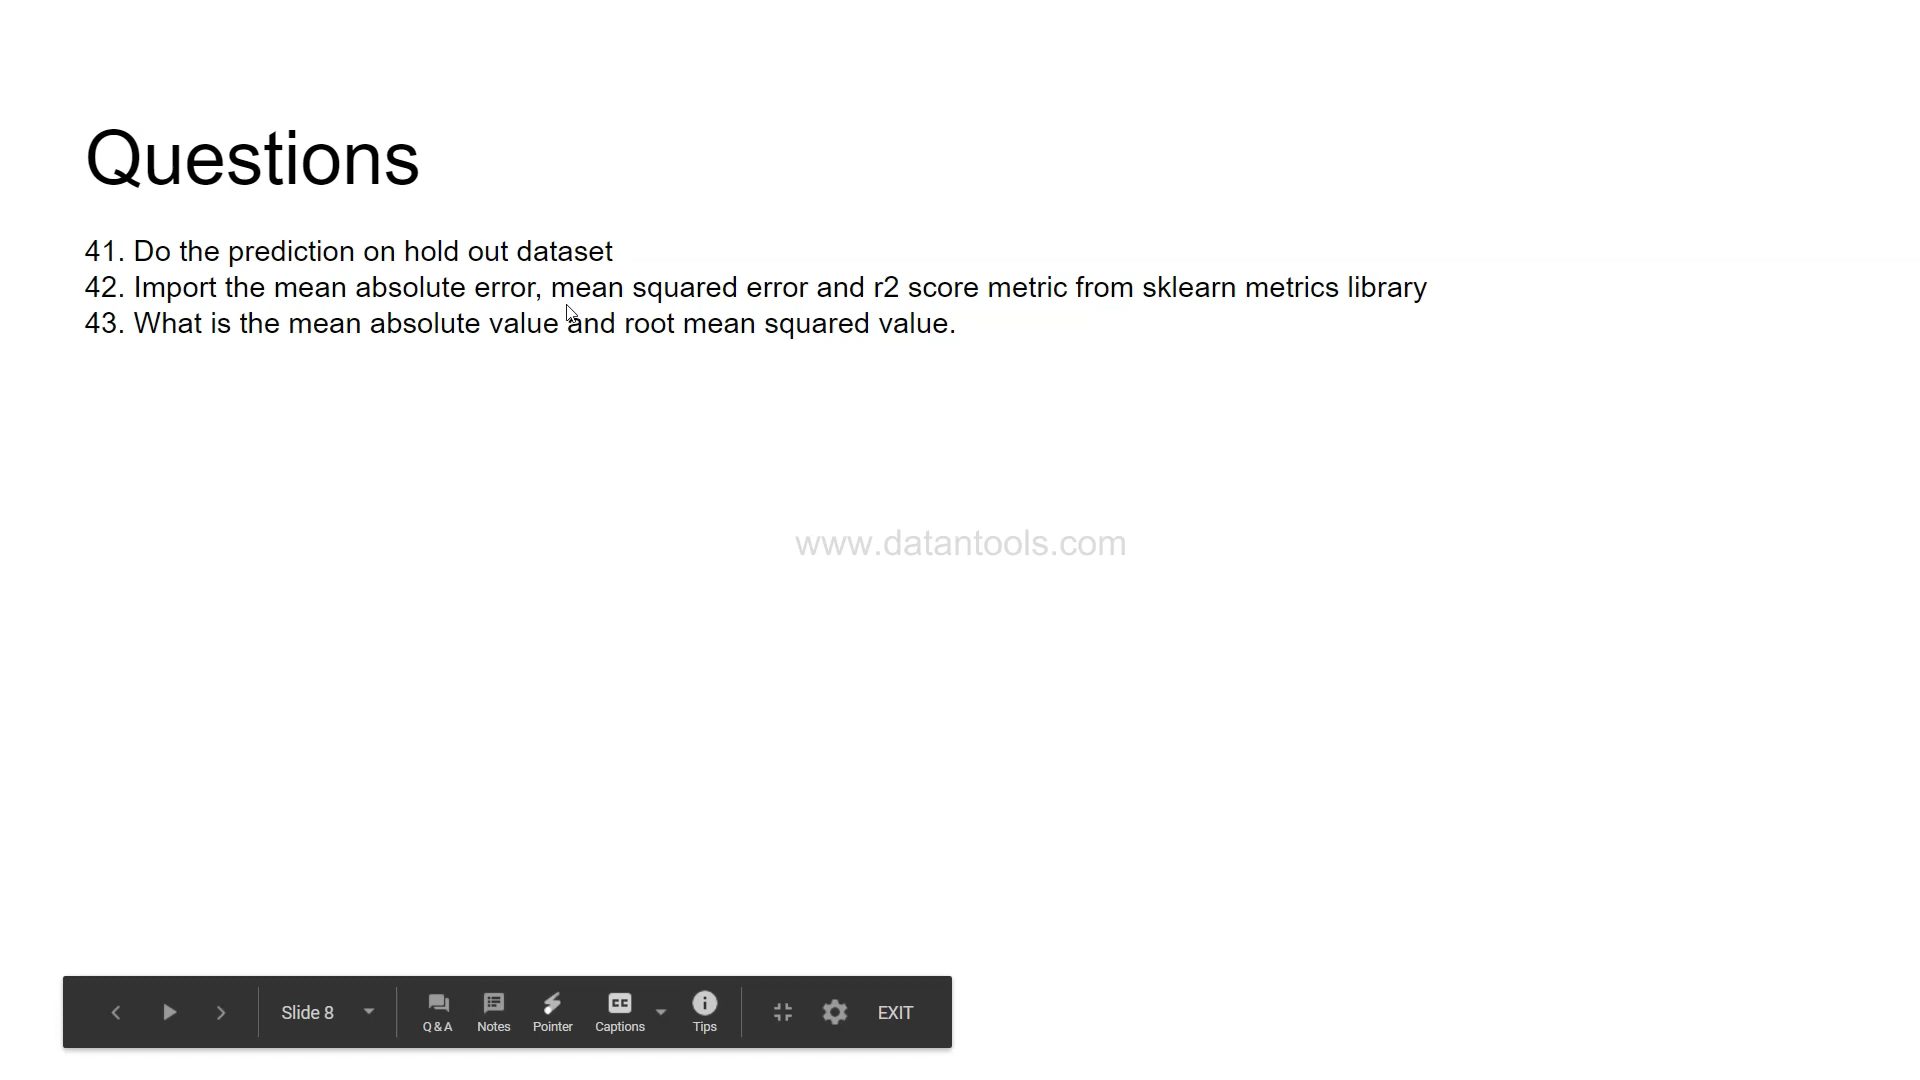 Questions
41. Do the prediction on hold out dataset
42. Import the mean absolute error, mean squared error and r2 score metric from sklearn metrics library
43. What is the mean absolute value and root mean squared value.
www.datantools.com
Slide 8
Q&A
Notes
Pointer
CC
Captions
Tips
EXIT